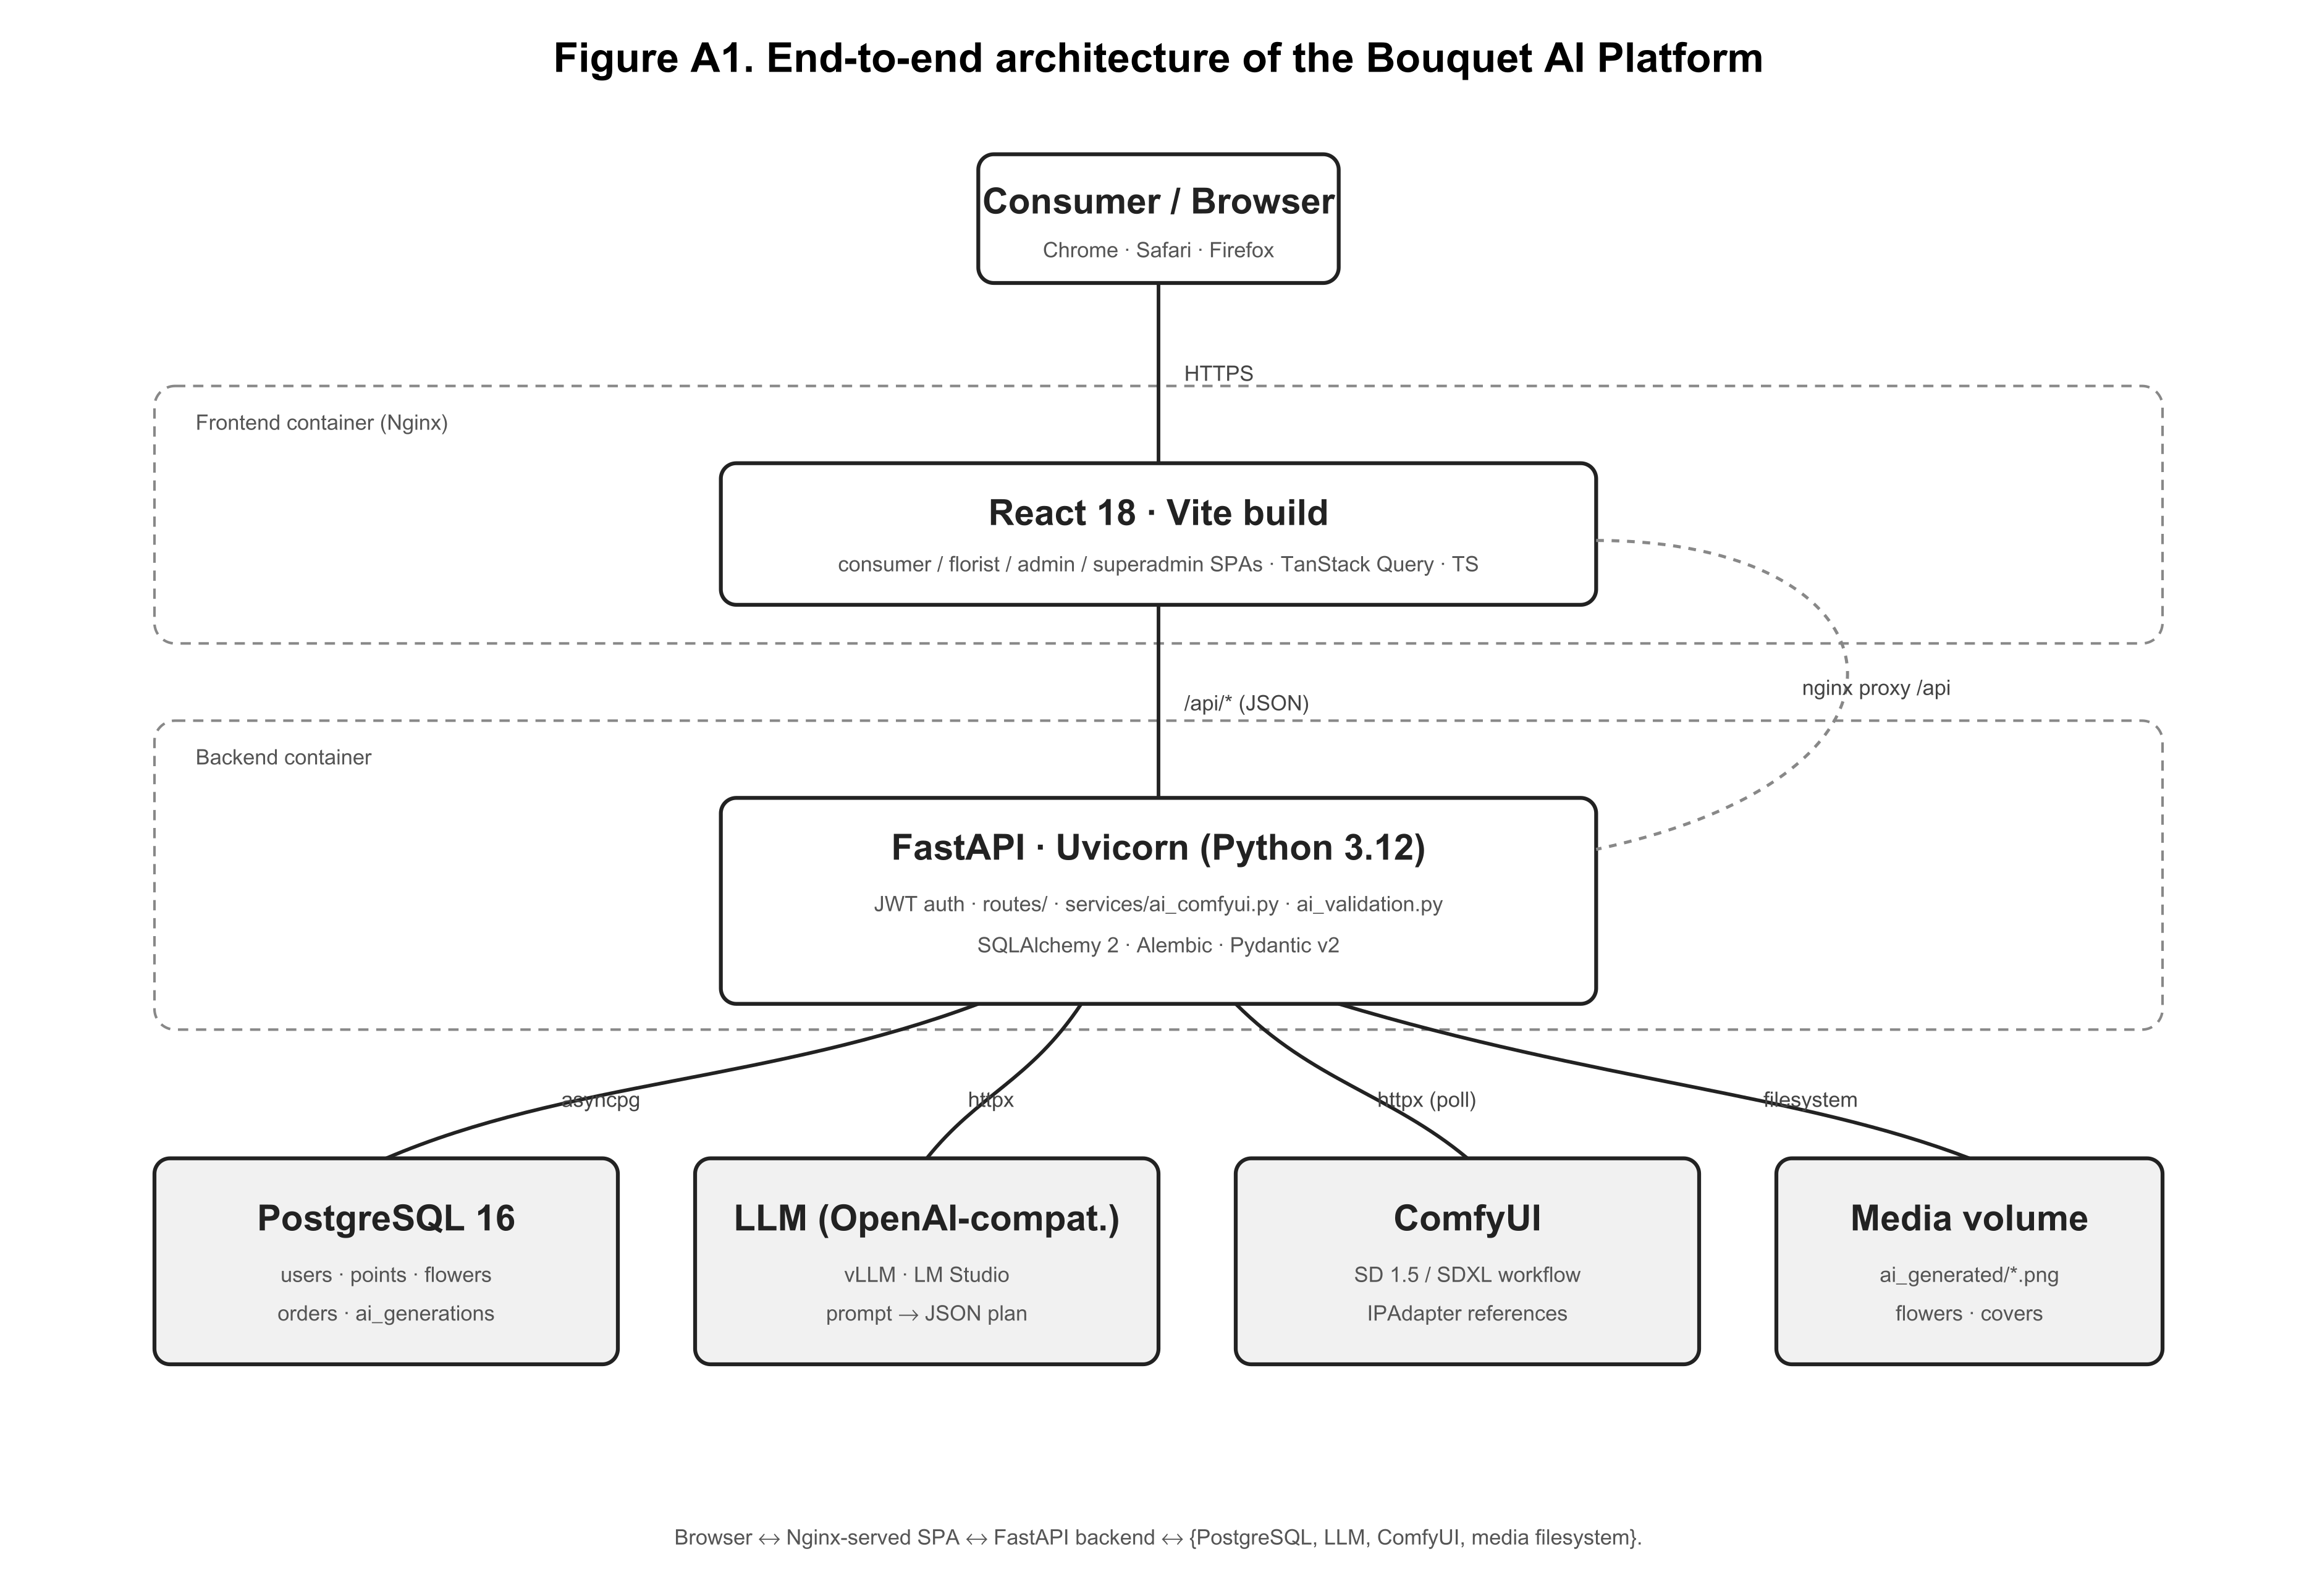 Figure A1. End-to-end architecture of the Bouquet AI Platform
Consumer / Browser
Chrome · Safari · Firefox
HTTPS
Frontend container (Nginx)
React 18 · Vite build
consumer / florist / admin / superadmin SPAs · TanStack Query · TS
nginx proxy /api
/api/* (JSON)
Backend container
FastAPI · Uvicorn (Python 3.12)
JWT auth · routes/ · services/ai_comfyui.py · ai_validation.py
SQLAlchemy 2 · Alembic · Pydantic v2
asyncpg
httpx
httpx (poll)
filesystem
PostgreSQL 16
users · points · flowers
orders · ai_generations
LLM (OpenAI-compat.)
vLLM · LM Studio
prompt → JSON plan
ComfyUI
SD 1.5 / SDXL workflow
IPAdapter references
Media volume
ai_generated/*.png
flowers · covers
Browser ↔ Nginx-served SPA ↔ FastAPI backend ↔ {PostgreSQL, LLM, ComfyUI, media filesystem}.